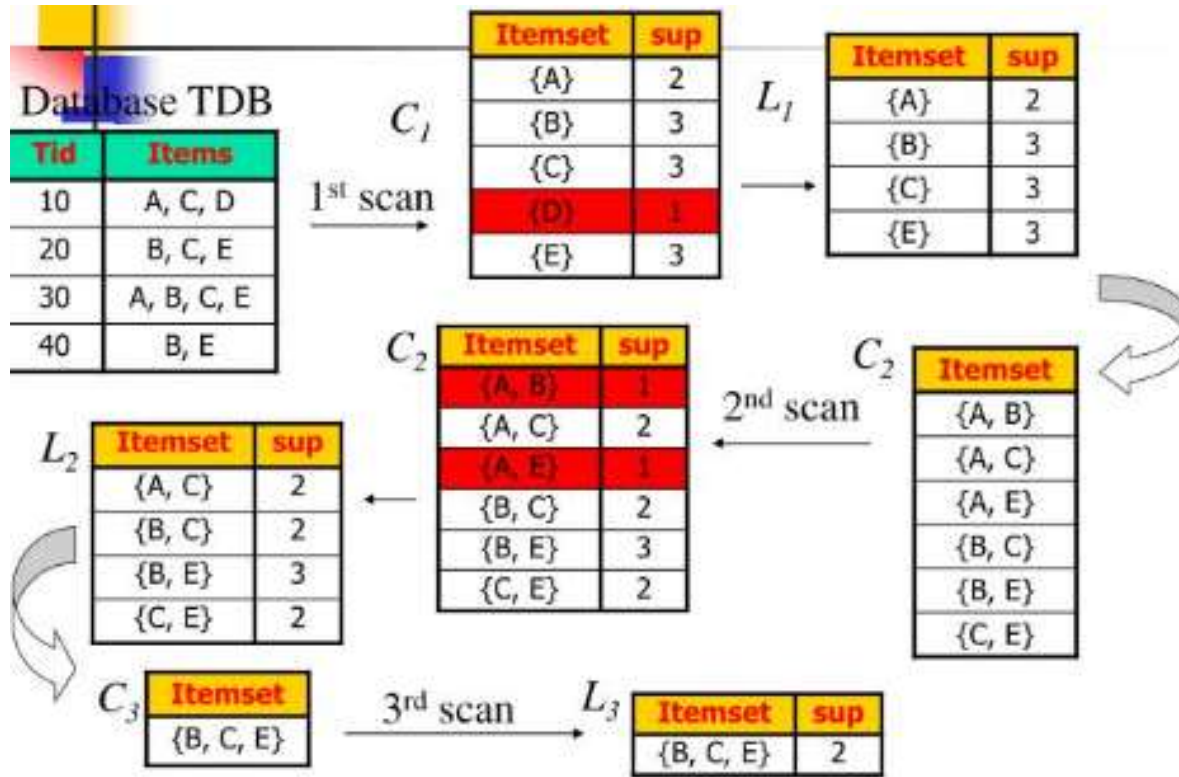 Database TDB
Tid Items
10 A, C, D
20 B, C, E
30 A, B, C, E
40 B, E
1st scan
C1
Itemset sup
{A} 2
{B} 3
{C} 3
{D} 1
{E} 3
L1
Itemset sup
{A} 2
{B} 3
{C} 3
{E} 3
C2
Itemset
{A, B}
{A, C}
{A, E}
{B, C}
{B, E}
{C, E}
2nd scan
C2
Itemset sup
{A, B} 1
{A, C} 2
{A, E} 1
{B, C} 2
{B, E} 3
{C, E} 2
L2
Itemset sup
{A, C} 2
{B, C} 2
{B, E} 3
{C, E} 2
C3
Itemset
{B, C, E}
3rd scan
L3
Itemset sup
{B, C, E} 2